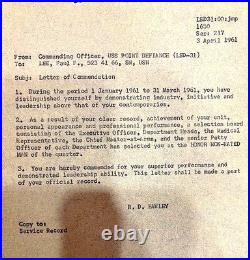 LSD31:00:jmp
1650
Ser: 217
3 April 1961
From: Commanding Officer, USS POINT DEFIANCE (LSD-31)
To: LEE, Paul F., 523 41 66, SN, USN
Subj: Letter of Commendation
1. During the period 1 January 1961 to 31 March 1961, you
have distinguished yourself by demonstrating industry, initiative and
leadership above that of your contemporaries.
2. As a result of your clear record, achievement of your unit,
personal appearance and professional performance, a selection board
consisting of the Executive Officer, Department Heads, the Medical
Representative, the Chief Master-at-Arms, and the senior Petty
Officer of each Department has selected you as the HONOR NON-RATED
MAN of the quarter.
3. You are hereby commended for your superior performance and
demonstrated leadership ability. This letter shall be made a part
of your official record.
R. D. HAWLEY
Copy to:
Service Record